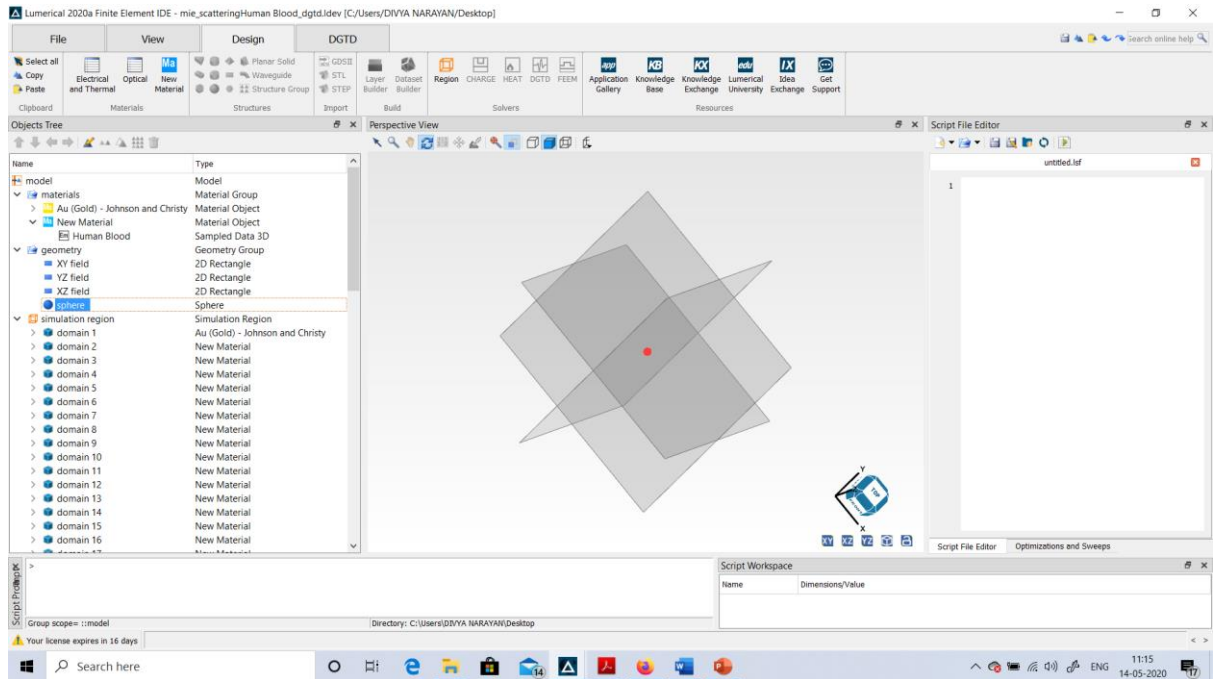 Lumerical 2020a Finite Element IDE - mie_scatteringHuman Blood_dgtd.ldev [C:/Users/DIVYA NARAYAN/Desktop]
File View Design DGTD
Search online help
Select all
Copy
Paste
Clipboard
Electrical and Thermal
Optical
New Material
Materials
Planar Solid
Waveguide
Structure Group
Structures
GDSII
STL
STEP
Import
Layer Builder
Dataset Builder
Build
Region CHARGE HEAT DGTD FEEM
Solvers
app KB KX edu IX
Application Gallery
Knowledge Base
Knowledge Exchange
Lumerical University
Idea Exchange
Get Support
Resources
Objects Tree
Name Type
model Model
materials Material Group
Au (Gold) - Johnson and Christy Material Object
New Material Material Object
Human Blood Sampled Data 3D
geometry Geometry Group
XY field 2D Rectangle
YZ field 2D Rectangle
XZ field 2D Rectangle
sphere Sphere
simulation region Simulation Region
domain 1 Au (Gold) - Johnson and Christy
domain 2 New Material
domain 3 New Material
domain 4 New Material
domain 5 New Material
domain 6 New Material
domain 7 New Material
domain 8 New Material
domain 9 New Material
domain 10 New Material
domain 11 New Material
domain 12 New Material
domain 13 New Material
domain 14 New Material
domain 15 New Material
domain 16 New Material
Perspective View
Y
TOP
X
XY XZ YZ
Script File Editor
untitled.lsf
1
Script File Editor Optimizations and Sweeps
>
Group scope= ::model
Directory: C:\Users\DIVYA NARAYAN\Desktop
Script Workspace
Name Dimensions/Value
Your license expires in 16 days
Search here
14
ENG
11:15
14-05-2020
17